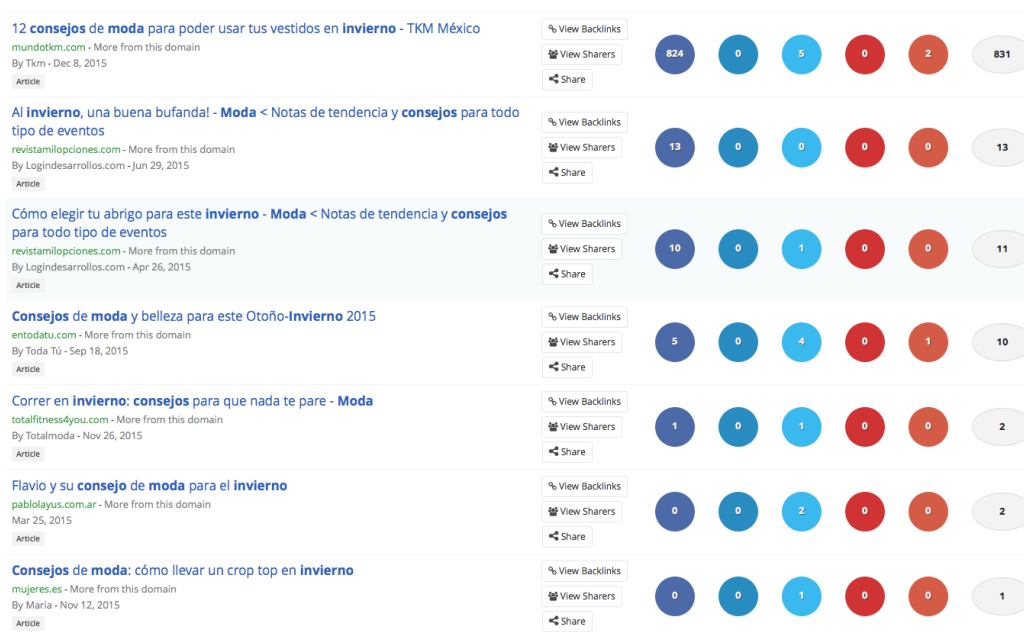 12 consejos de moda para poder usar tus vestidos en invierno - TKM México
mundotkm.com - More from this domain
By Tkm - Dec 8, 2015
Article
View Backlinks
View Sharers
Share
824 0 5 0 2 831
Al invierno, una buena bufanda! - Moda < Notas de tendencia y consejos para todo
tipo de eventos
revistamilopciones.com - More from this domain
By Logindesarrollos.com - Jun 29, 2015
Article
View Backlinks
View Sharers
Share
13 0 0 0 0 13
Cómo elegir tu abrigo para este invierno - Moda < Notas de tendencia y consejos
para todo tipo de eventos
revistamilopciones.com - More from this domain
By Logindesarrollos.com - Apr 26, 2015
Article
View Backlinks
View Sharers
Share
10 0 1 0 0 11
Consejos de moda y belleza para este Otoño-Invierno 2015
entodatu.com - More from this domain
By Toda Tú - Sep 18, 2015
Article
View Backlinks
View Sharers
Share
5 0 4 0 1 10
Correr en invierno: consejos para que nada te pare - Moda
totalfitness4you.com - More from this domain
By Totalmoda - Nov 26, 2015
Article
View Backlinks
View Sharers
Share
1 0 1 0 0 2
Flavio y su consejo de moda para el invierno
pablolayus.com.ar - More from this domain
Mar 25, 2015
Article
View Backlinks
View Sharers
Share
0 0 2 0 0 2
Consejos de moda: cómo llevar un crop top en invierno
mujeres.es - More from this domain
By Maria - Nov 12, 2015
Article
View Backlinks
View Sharers
Share
0 0 1 0 0 1